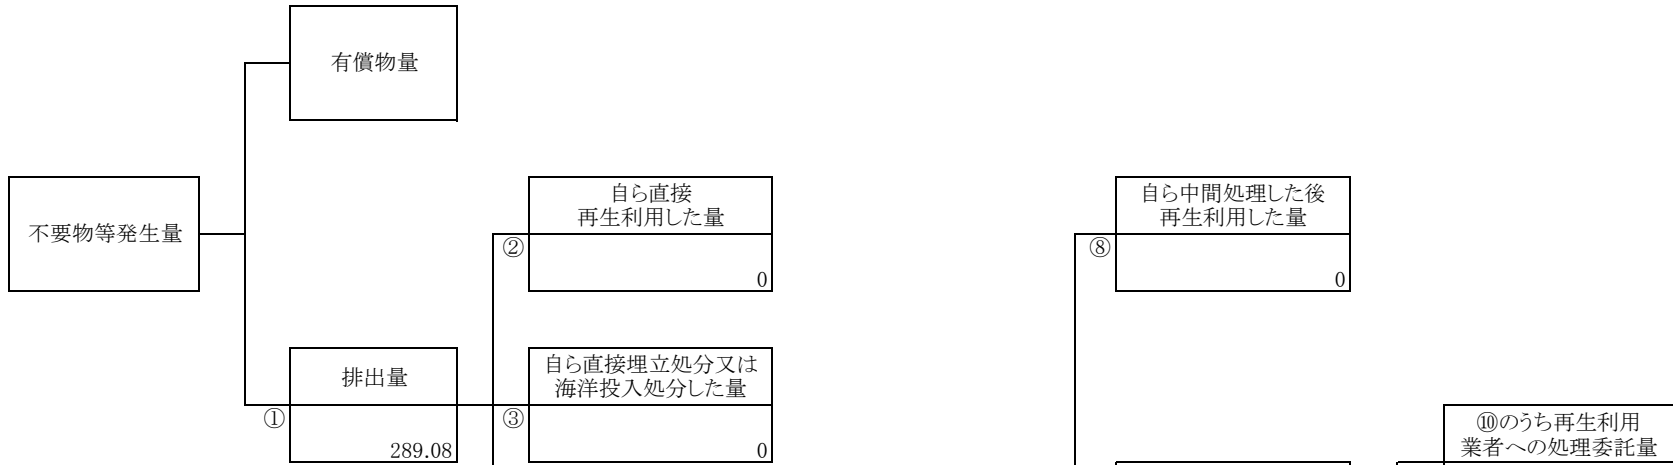 有償物量
不要物等発生量
自ら直接
再生利用した量
②
0
自ら中間処理した後
再生利用した量
⑧
0
排出量
①
289.08
自ら直接埋立処分又は
海洋投入処分した量
③
0
⑩のうち再生利用
業者への処理委託量